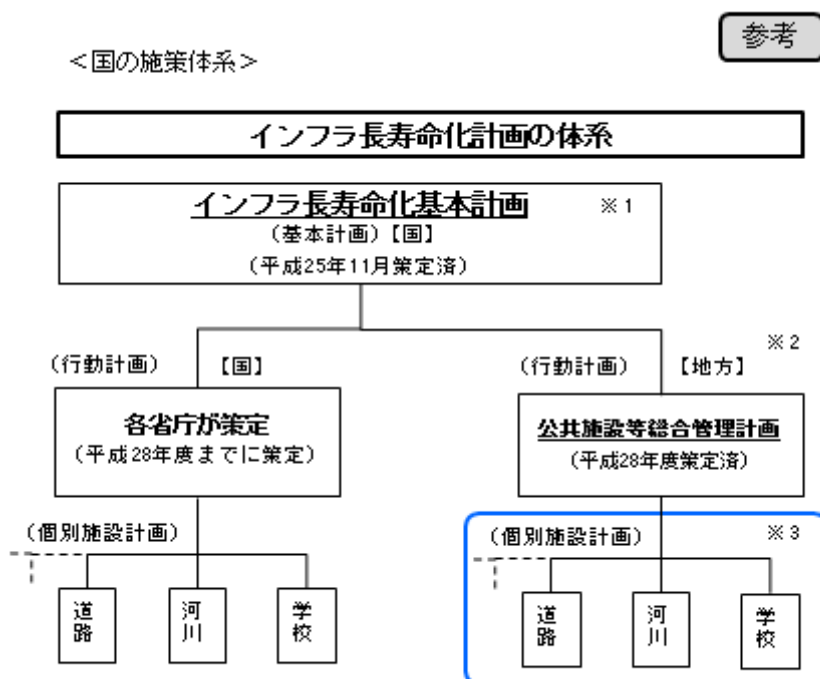 参考
＜国の施策体系＞
インフラ長寿命化計画の体系
インフラ長寿命化基本計画 ※１
（基本計画）【国】
（平成25年11月策定済）
※２
（行動計画） 【国】
（行動計画） 【地方】
各省庁が策定
（平成28年度までに策定）
公共施設等総合管理計画
（平成28年度策定済）
（個別施設計画）
道路
河川
学校
（個別施設計画） ※３
道路
河川
学校